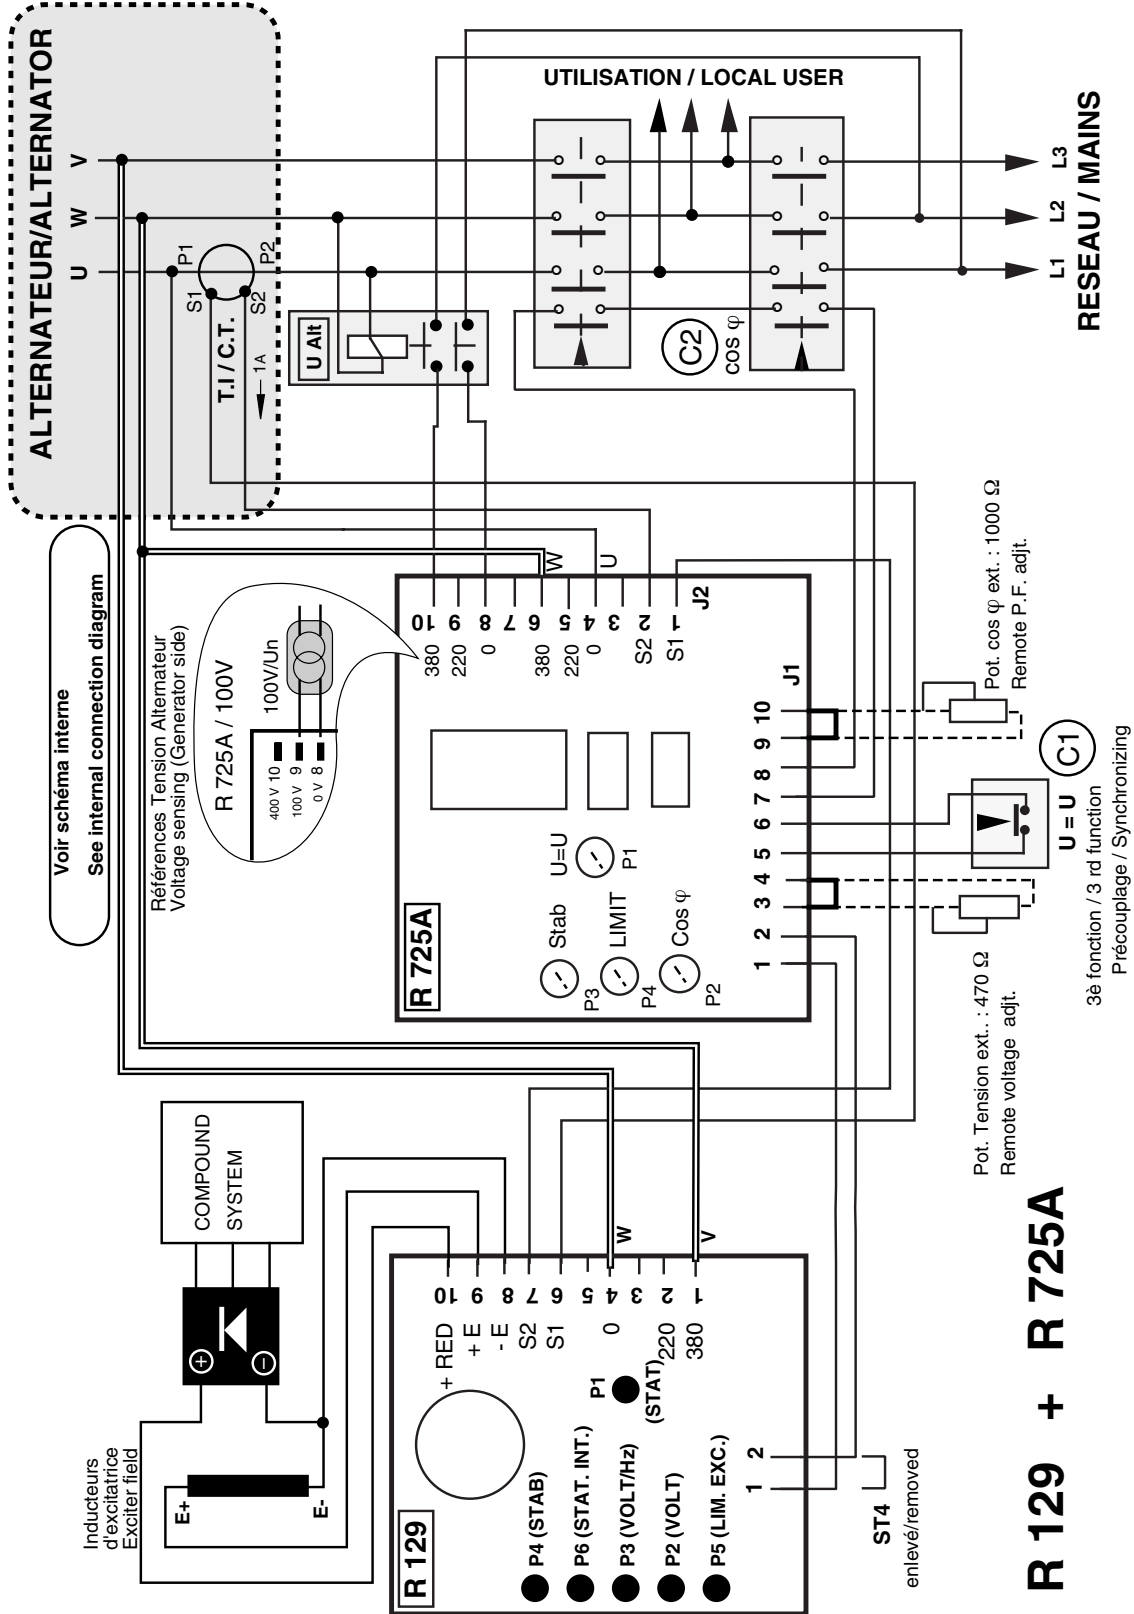 ALTERNATEUR/ALTERNATOR
V
W
U
P1
P2
S1
S2
T.I / C.T.
1A
U Alt
UTILISATION / LOCAL USER
C2
cos φ
L3
L2
L1
RESEAU / MAINS
Voir schéma interne
See internal connection diagram
Références Tension Alternateur
Voltage sensing (Generator side)
R 725A / 100V
100V/Un
400 V 10
100 V 9
0 V 8
R 725A
10
9
8
7
6
5
4
3
2
1
380
220
0
380
220
0
S2
S1
W
U
J2
J1
Stab
P3
LIMIT
P4
Cos φ
P2
U=U
P1
1
2
3
4
5
6
7
8
9
10
Pot. cos φ ext. : 1000 Ω
Remote P.F. adjt.
C1
U = U
3è fonction / 3 rd function
Précouplage / Synchronizing
Pot. Tension ext.. : 470 Ω
Remote voltage adjt.
COMPOUND
SYSTEM
+
−
Inducteurs
d'excitatrice
Exciter field
E+
E-
R 129
10
9
8
7
6
5
4
3
2
1
+ RED
+ E
- E
S2
S1
0
220
380
W
V
P1
(STAT)
P4 (STAB)
P6 (STAT. INT.)
P3 (VOLT/Hz)
P2 (VOLT)
P5 (LIM. EXC.)
1
2
ST4
enlevé/removed
R 129 + R 725A